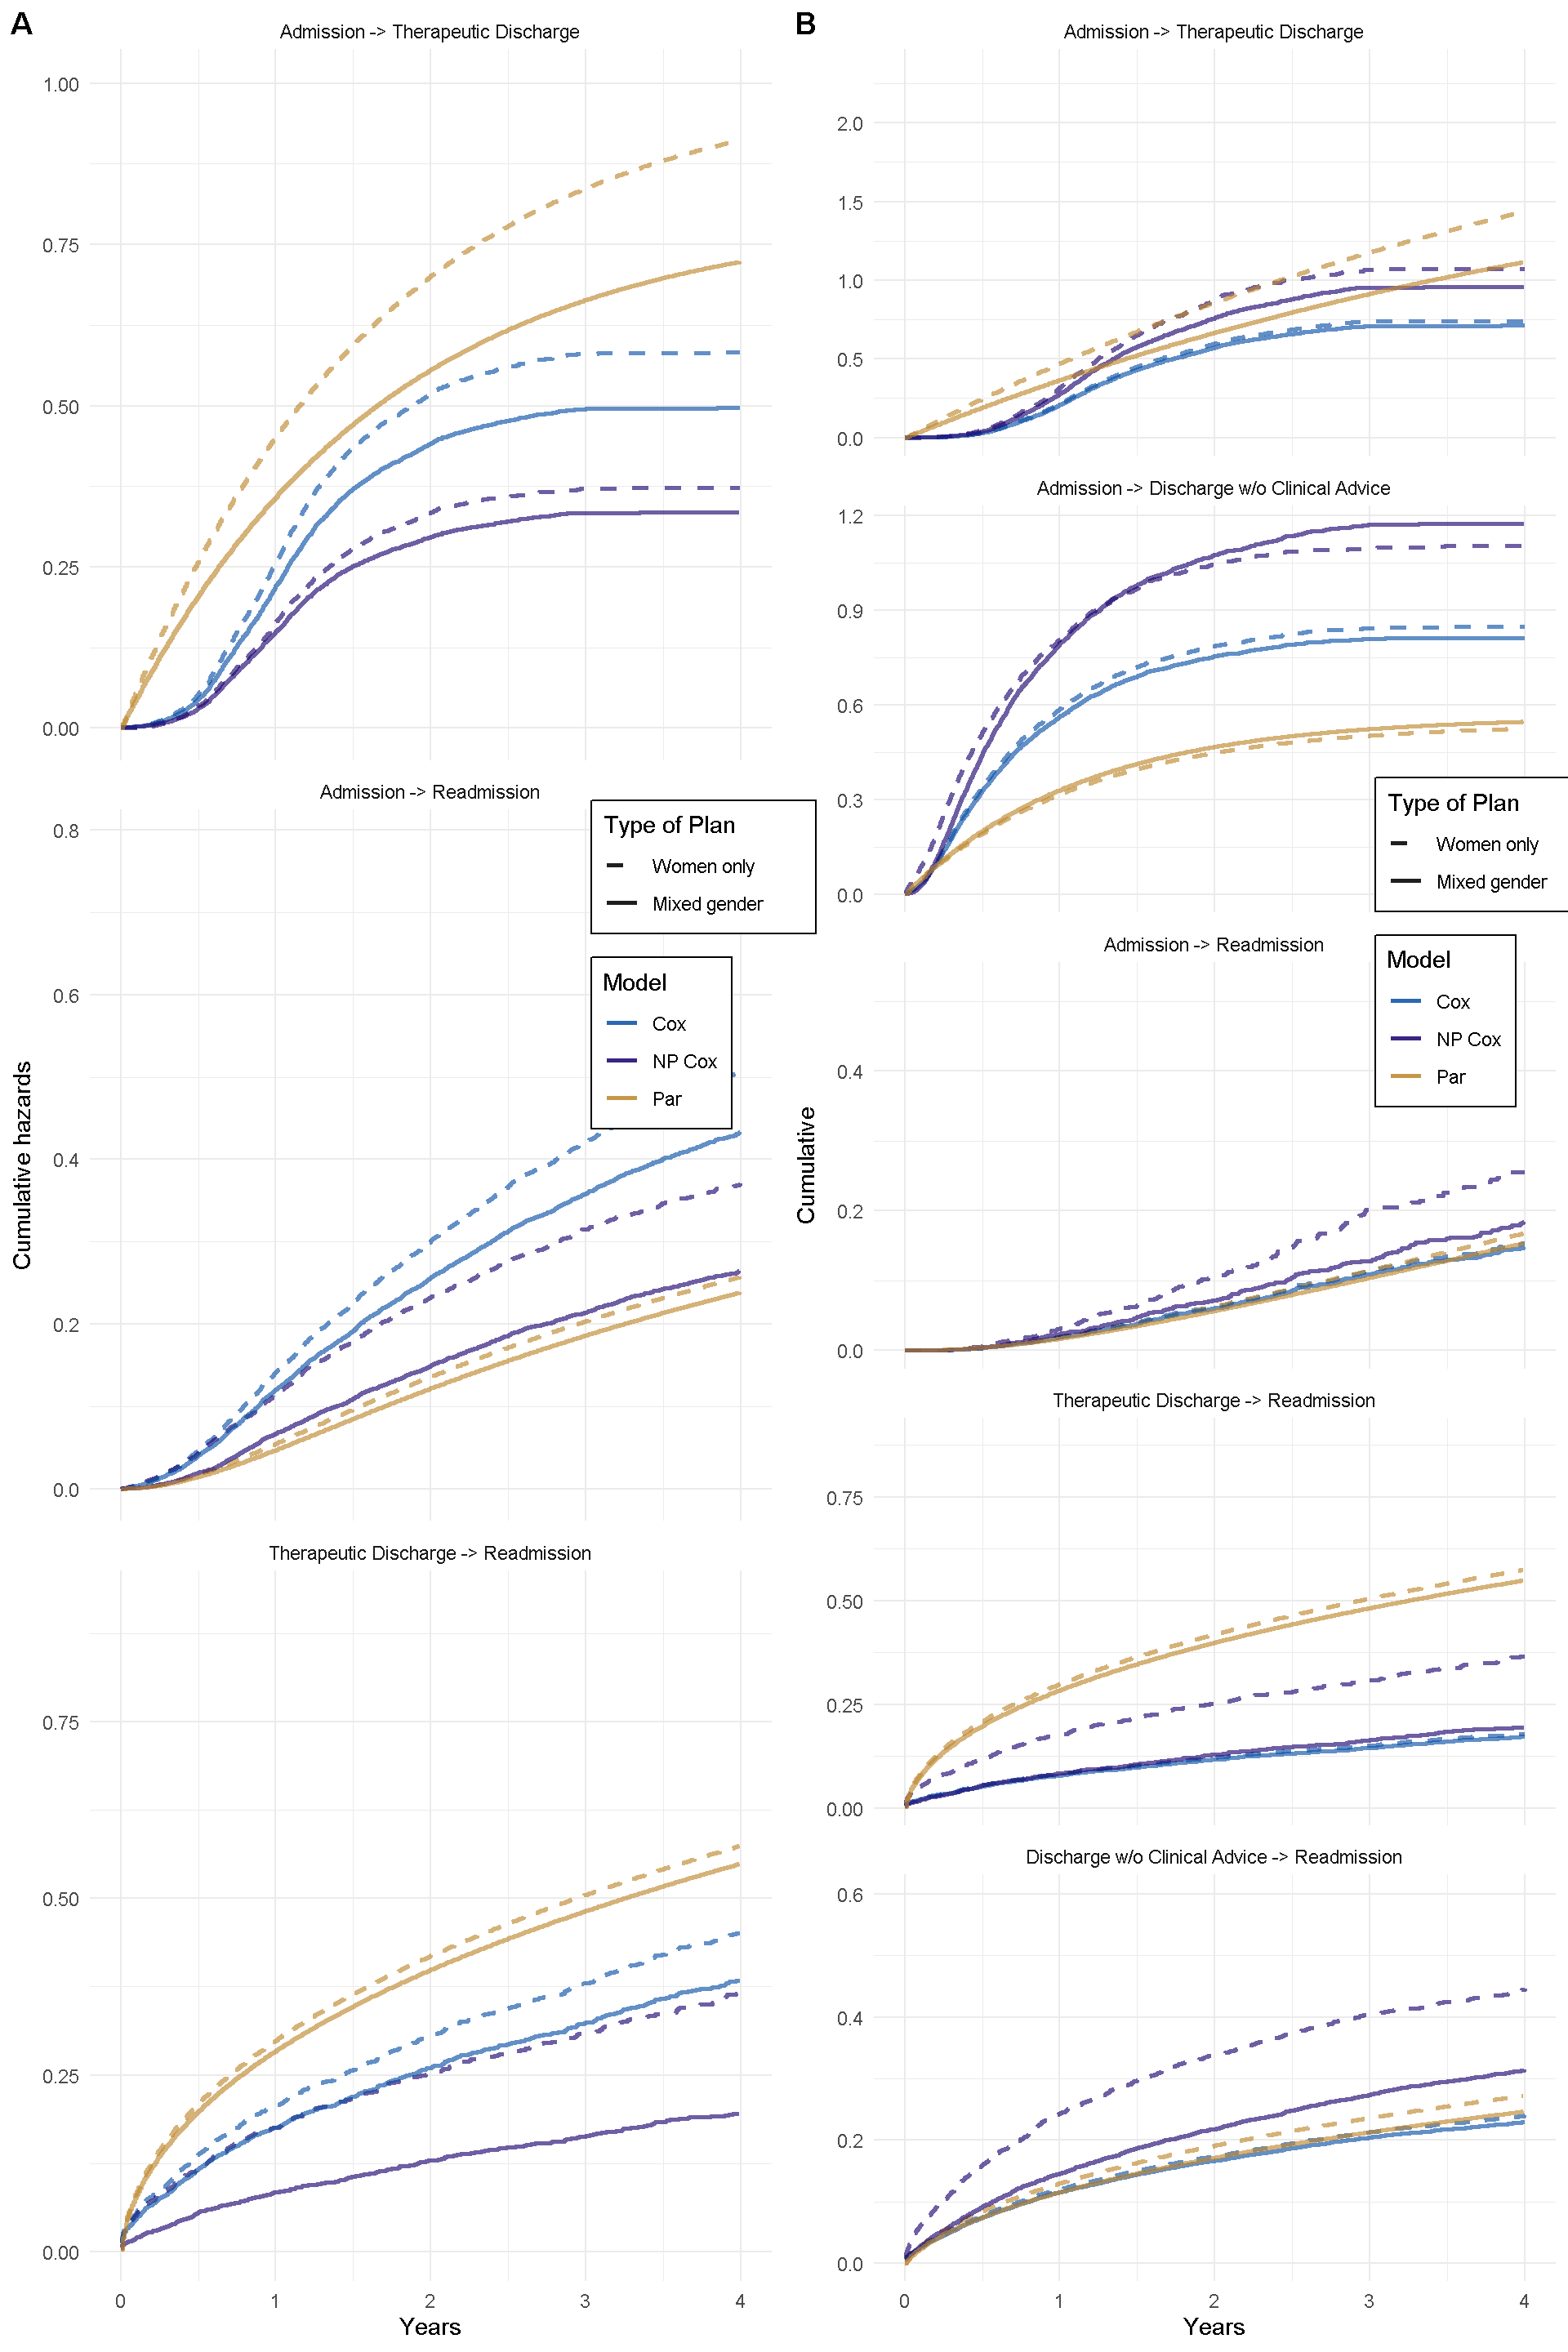 A
Admission -> Therapeutic Discharge
1.00
0.75
0.50
0.25
0.00
Admission -> Readmission
0.8
0.6
0.4
0.2
0.0
Type of Plan
Women only
Mixed gender
Model
Cox
NP Cox
Par
Cumulative hazards
Therapeutic Discharge -> Readmission
0.75
0.50
0.25
0.00
0 1 2 3 4
Years
B
Admission -> Therapeutic Discharge
2.0
1.5
1.0
0.5
0.0
Admission -> Discharge w/o Clinical Advice
1.2
0.9
0.6
0.3
0.0
Type of Plan
Women only
Mixed gender
Admission -> Readmission
Model
Cox
NP Cox
Par
0.4
0.2
0.0
Cumulative
Therapeutic Discharge -> Readmission
0.75
0.50
0.25
0.00
Discharge w/o Clinical Advice -> Readmission
0.6
0.4
0.2
0.0
0 1 2 3 4
Years